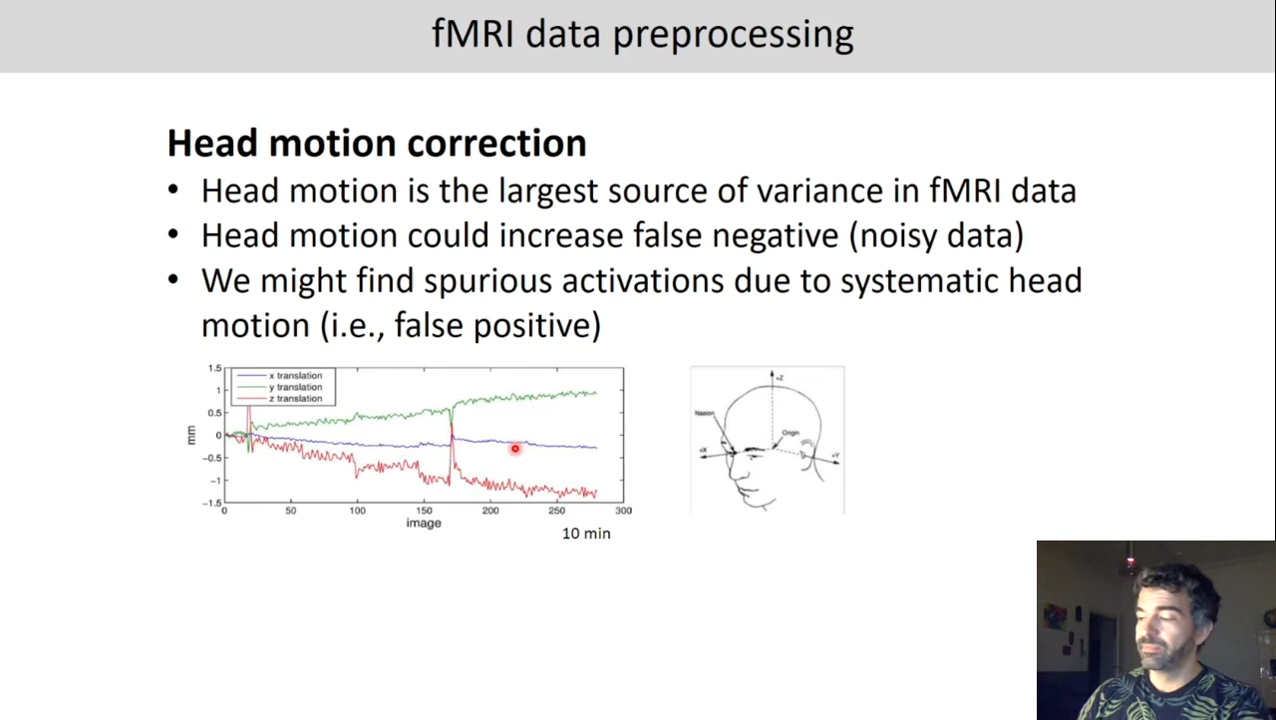 fMRI data preprocessing
Head motion correction
• Head motion is the largest source of variance in fMRI data
• Head motion could increase false negative (noisy data)
• We might find spurious activations due to systematic head
motion (i.e., false positive)
x translation
y translation
z translation
1.5
1
0.5
0
−0.5
−1
−1.5
mm
0 50 100 150 200 250 300
image
10 min
+Z
Nasion
Origin
+X
+Y